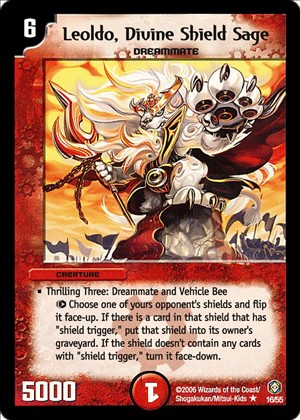 6
Leoldo, Divine Shield Sage
DREAMMATE
CREATURE
▪ Thrilling Three: Dreammate and Vehicle Bee
Choose one of yours opponent's shields and flip
it face-up. If there is a card in that shield that has
"shield trigger," put that shield into its owner's
graveyard. If the shield doesn't contain any cards
with "shield trigger," turn it face-down.
5000
1
©2006 Wizards of the Coast/
Shogakukan/Mitsui-Kids ★ 16/55